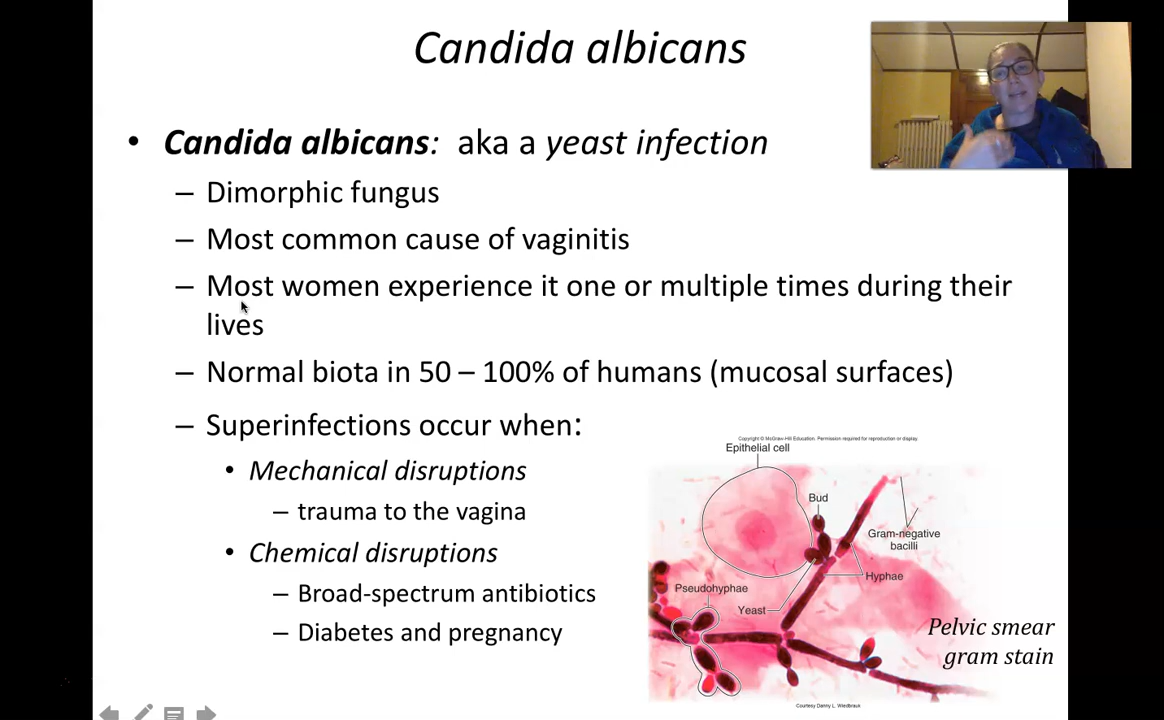 Candida albicans
• Candida albicans: aka a yeast infection
– Dimorphic fungus
– Most common cause of vaginitis
– Most women experience it one or multiple times during their
lives
– Normal biota in 50 – 100% of humans (mucosal surfaces)
– Superinfections occur when:
• Mechanical disruptions
– trauma to the vagina
• Chemical disruptions
– Broad-spectrum antibiotics
– Diabetes and pregnancy
Copyright © McGraw-Hill Education. Permission required for reproduction or display.
Epithelial cell
Bud
Gram-negative
bacilli
Hyphae
Pseudohyphae
Yeast
Pelvic smear
gram stain
Courtesy Danny L. Wiedbrauk